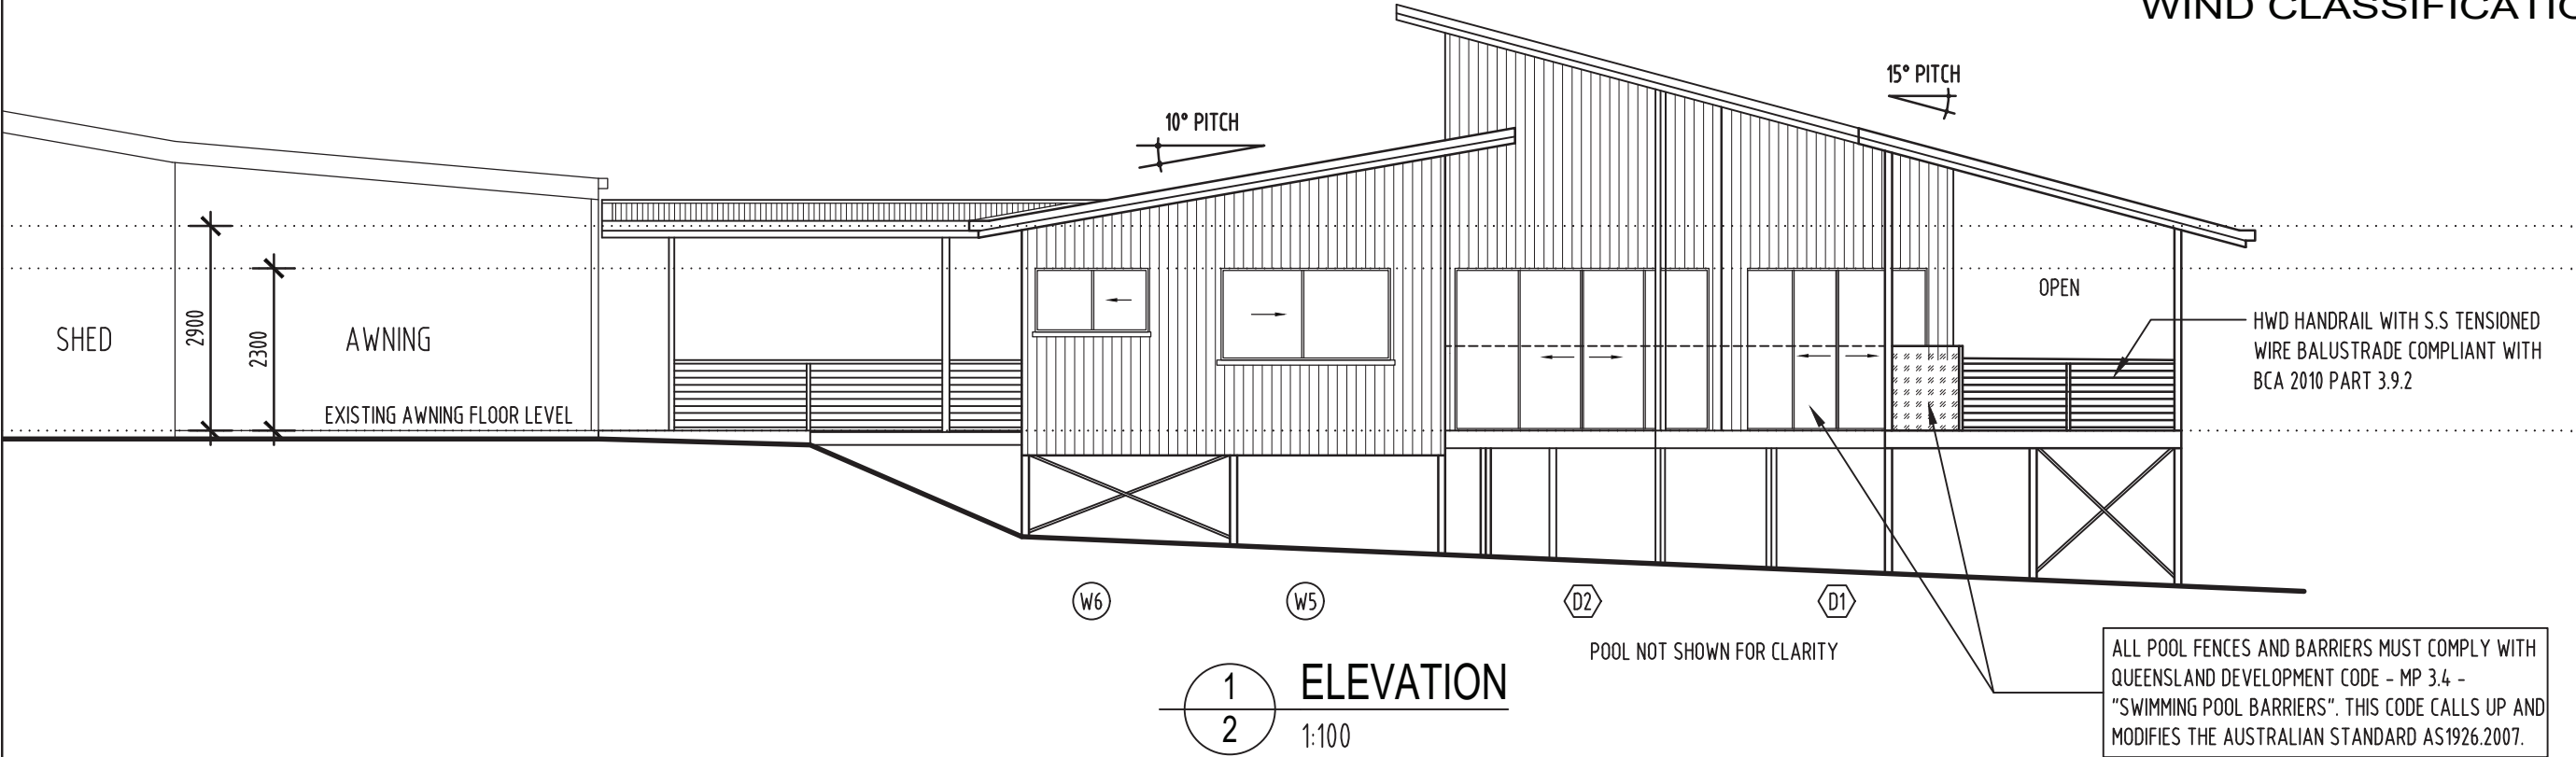 WIND CLASSIFICATIO
15° PITCH
10° PITCH
2900
2300
SHED
AWNING
EXISTING AWNING FLOOR LEVEL
OPEN
HWD HANDRAIL WITH S.S TENSIONED
WIRE BALUSTRADE COMPLIANT WITH
BCA 2010 PART 3.9.2
W6
W5
D2
D1
POOL NOT SHOWN FOR CLARITY
1
2
ELEVATION
1:100
ALL POOL FENCES AND BARRIERS MUST COMPLY WITH
QUEENSLAND DEVELOPMENT CODE - MP 3.4 -
"SWIMMING POOL BARRIERS". THIS CODE CALLS UP AND
MODIFIES THE AUSTRALIAN STANDARD AS1926.2007.